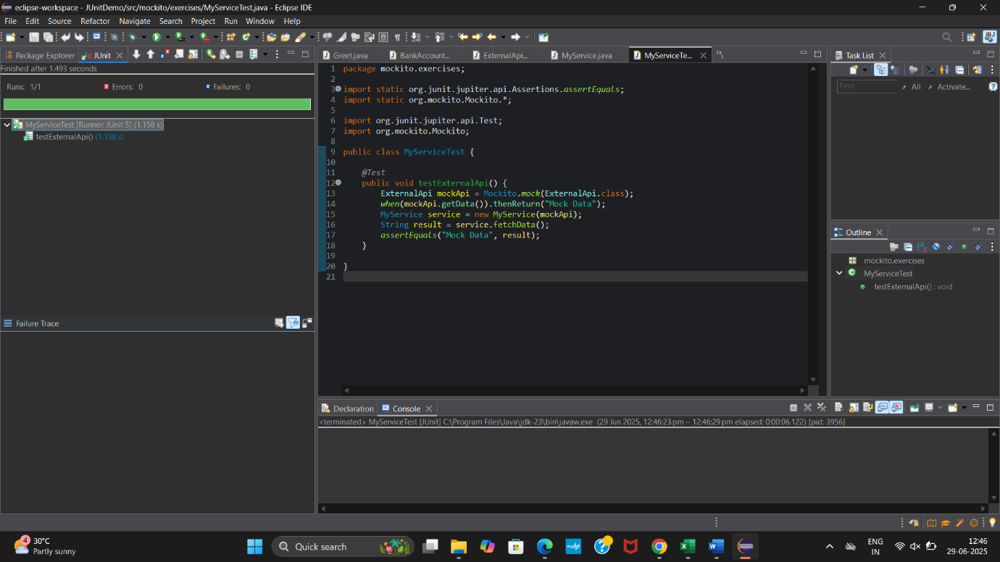 eclipse-workspace - JUnitDemo/src/mockito/exercises/MyServiceTest.java - Eclipse IDE
File Edit Source Refactor Navigate Search Project Run Window Help
Package Explorer JUnit
Finished after 1.493 seconds
Runs: 1/1 Errors: 0 Failures: 0
MyServiceTest [Runner: JUnit 5] (1.158 s)
testExternalApi() (1.158 s)
Failure Trace
Greet.java BankAccount... ExternalApi... MyService.java MyServiceTe... »5
1 package mockito.exercises;
2
3 import static org.junit.jupiter.api.Assertions.assertEquals;
4 import static org.mockito.Mockito.*;
5
6 import org.junit.jupiter.api.Test;
7 import org.mockito.Mockito;
8
9 public class MyServiceTest {
10
11 @Test
12 public void testExternalApi() {
13 ExternalApi mockApi = Mockito.mock(ExternalApi.class);
14 when(mockApi.getData()).thenReturn("Mock Data");
15 MyService service = new MyService(mockApi);
16 String result = service.fetchData();
17 assertEquals("Mock Data", result);
18 }
19
20 }
21
Task List
Find All Activate...
Outline
mockito.exercises
MyServiceTest
testExternalApi() : void
Declaration Console
<terminated> MyServiceTest [JUnit] C:\Program Files\Java\jdk-23\bin\javaw.exe (29 Jun 2025, 12:46:23 pm – 12:46:29 pm elapsed: 0:00:06.122) [pid: 3956]
4
30°C
Partly sunny
Quick search
myhp
ENG
IN
12:46
29-06-2025